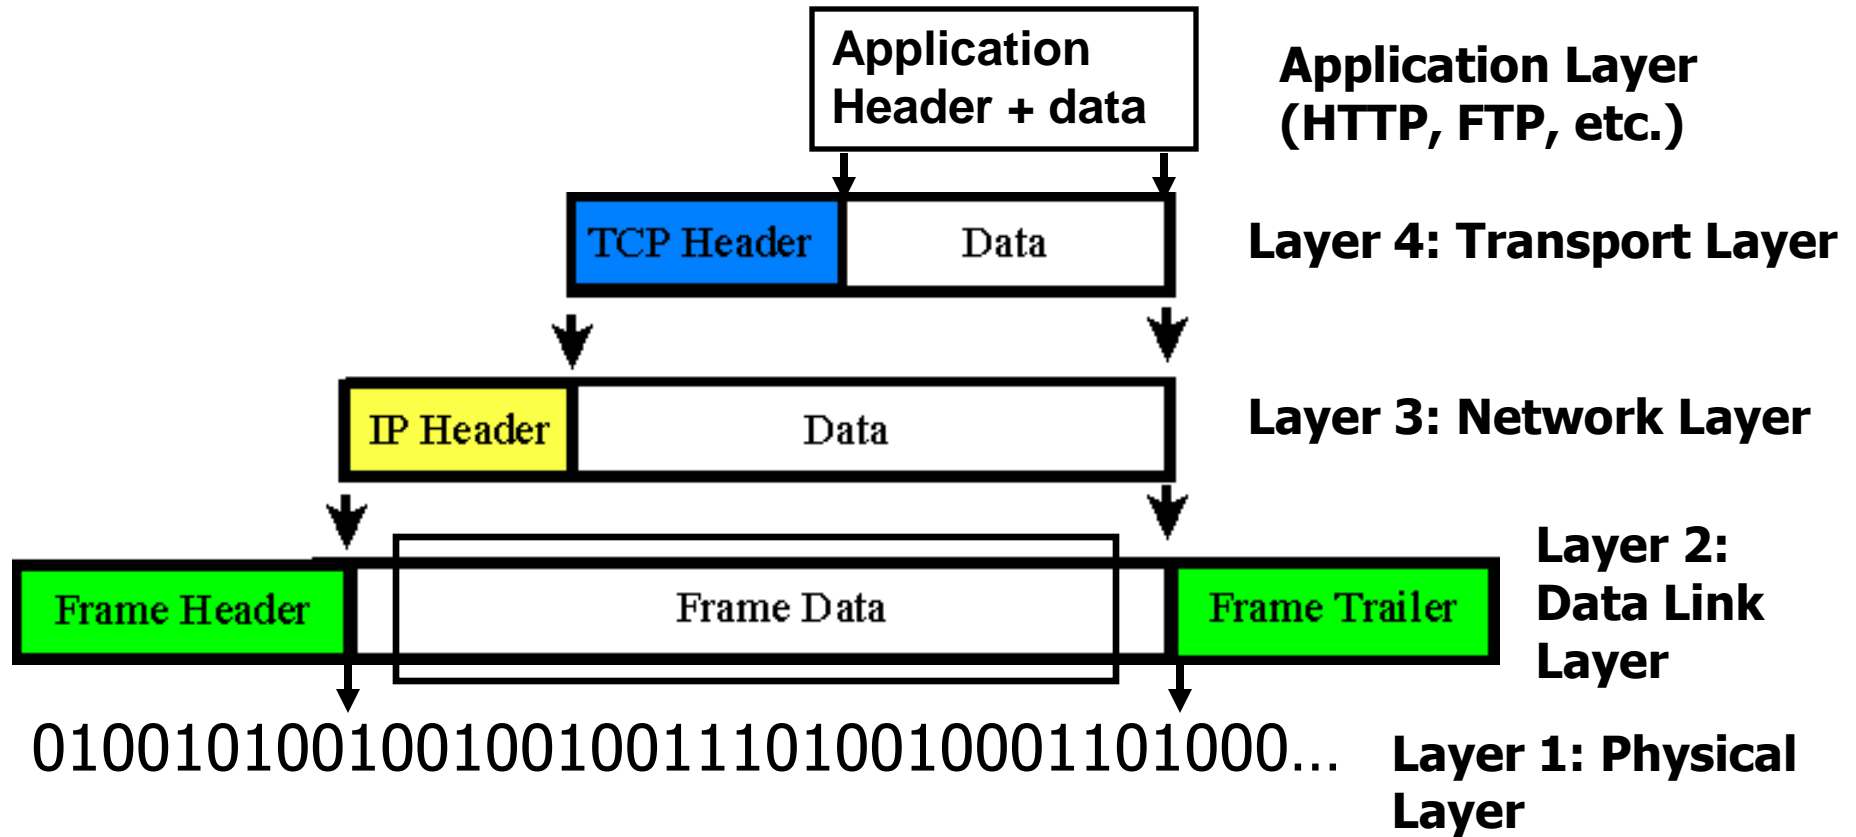 Application
Header + data
Application Layer
(HTTP, FTP, etc.)
TCP Header
Data
Layer 4: Transport Layer
IP Header
Data
Layer 3: Network Layer
Frame Header
Frame Data
Frame Trailer
Layer 2:
Data Link
Layer
010010100100100100111010010001101000...
Layer 1: Physical
Layer